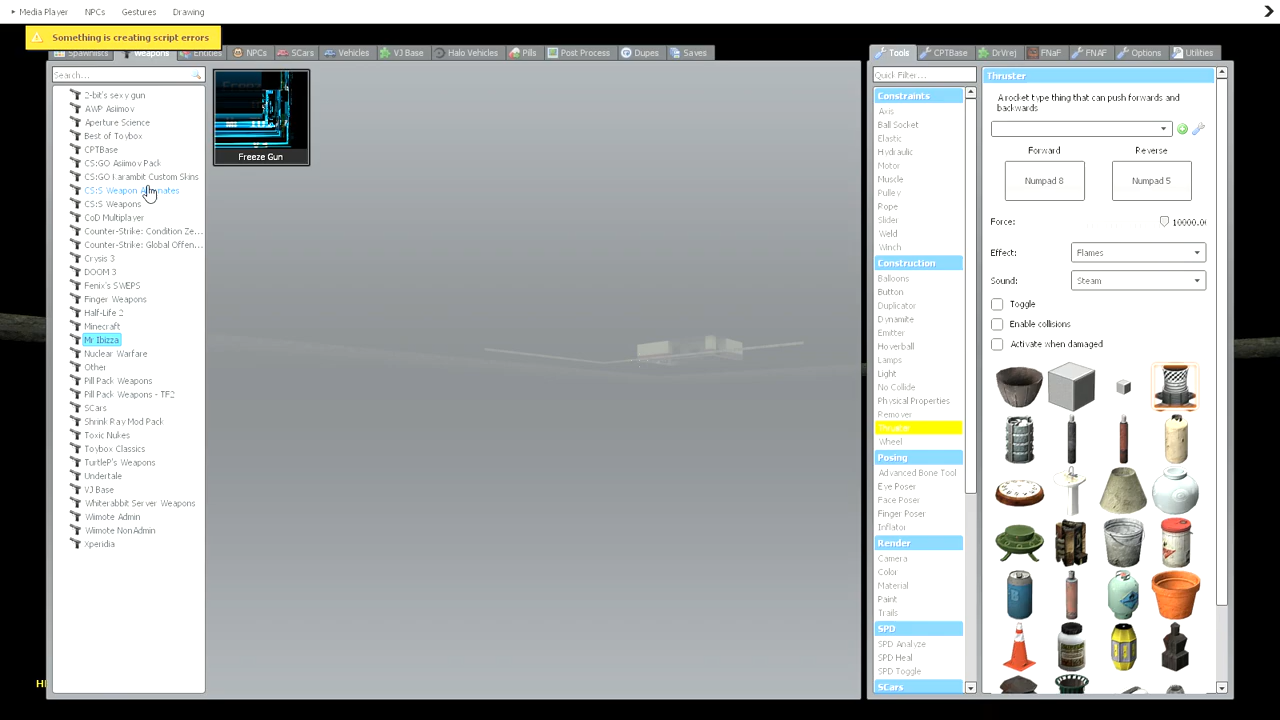 Media Player NPCs Gestures Drawing
Something is creating script errors
Spawnlists Weapons Entities NPCs SCars Vehicles VJ Base Halo Vehicles Pills Post Process Dupes Saves
Tools CPTBase DrVrej FNaF FNAF Options Utilities
Search...
2-bit's sexy gun
AWP Asiimov
Aperture Science
Best of Toybox
CPTBase
CS:GO Asimov Pack
CS:GO Karambit Custom Skins
CS:S Weapon
CS:S Weapons
CoD Multiplayer
Counter-Strike: Condition Ze...
Counter-Strike: Global Offen...
Crysis 3
DOOM 3
Fenix's SWEPS
Finger Weapons
Half-Life 2
Minecraft
Mr Ibizza
Nuclear Warfare
Other
Pill Pack Weapons
Pill Pack Weapons - TF2
SCars
Shrink Ray Mod Pack
Toxic Nukes
Toybox Classics
TurtleP's Weapons
Undertale
VJ Base
Whiterabbit Server Weapons
Wiimote Admin
Wiimote NonAdmin
Xperidia
Freeze Gun
Quick Filter...
Constraints
Axis
Ball Socket
Elastic
Hydraulic
Motor
Muscle
Pulley
Rope
Slider
Weld
Winch
Construction
Balloons
Button
Duplicator
Dynamite
Emitter
Hoverball
Lamps
Light
No Collide
Physical Properties
Remover
Thruster
Wheel
Posing
Advanced Bone Tool
Eye Poser
Face Poser
Finger Poser
Inflator
Render
Camera
Color
Material
Paint
Trails
SPD
SPD Analyze
SPD Heal
SPD Toggle
SCars
Thruster
A rocket type thing that can push forwards and
backwards
Forward Reverse
Numpad 8 Numpad 5
Force: 10000.0
Effect: Flames
Sound: Steam
Toggle
Enable collisions
Activate when damaged